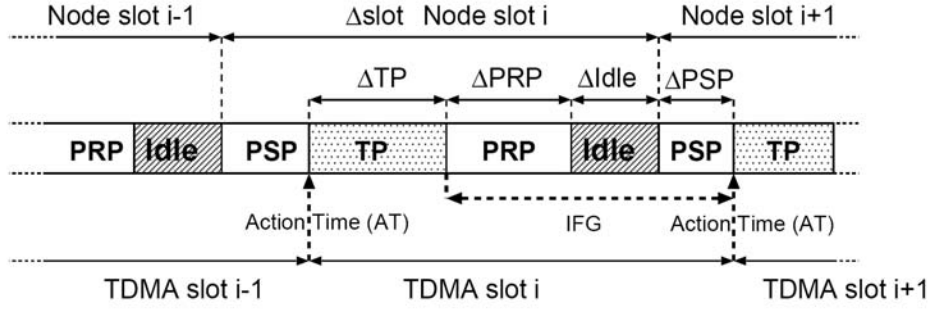 Node slot i-1 Δslot Node slot i Node slot i+1
ΔTP ΔPRP ΔIdle ΔPSP
PRP Idle PSP TP PRP Idle PSP TP
Action Time (AT) IFG Action Time (AT)
TDMA slot i-1 TDMA slot i TDMA slot i+1